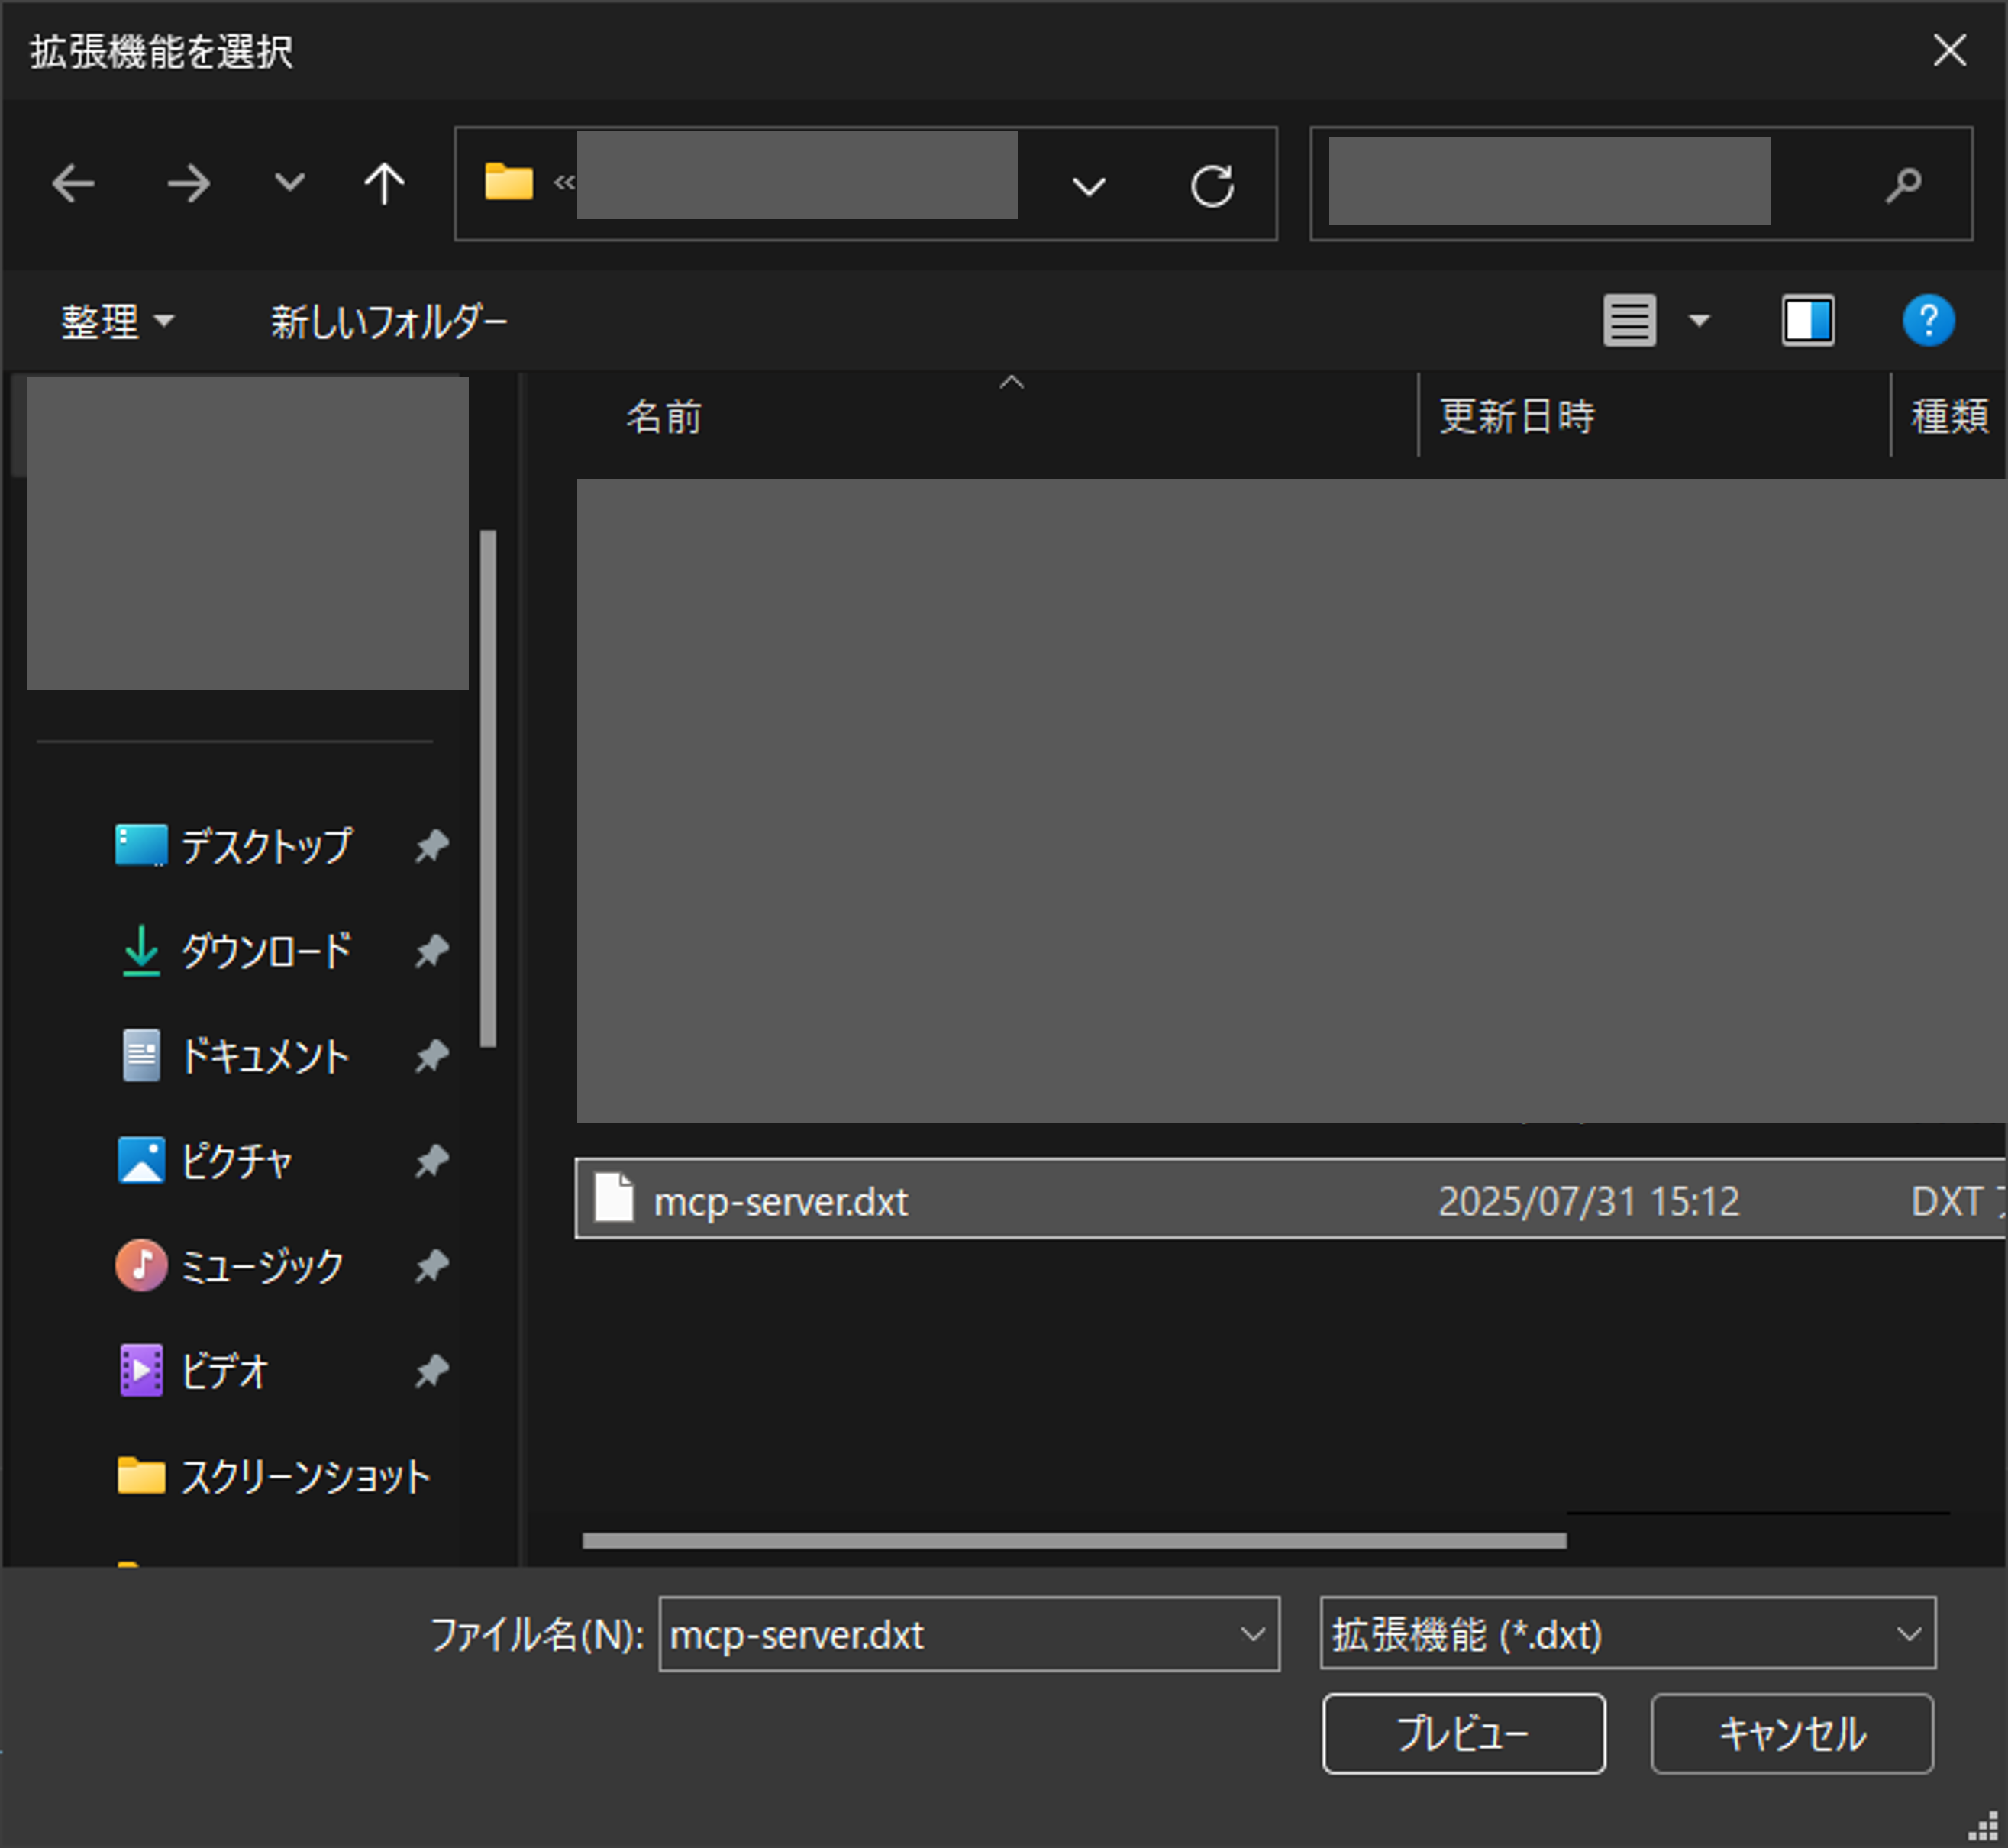 拡張機能を選択
«
整理
新しいフォルダー
?
名前
更新日時
種類
デスクトップ
ダウンロード
ドキュメント
ピクチャ
ミュージック
ビデオ
スクリーンショット
mcp-server.dxt
2025/07/31 15:12
DXT
ファイル名(N):
mcp-server.dxt
拡張機能 (*.dxt)
プレビュー
キャンセル